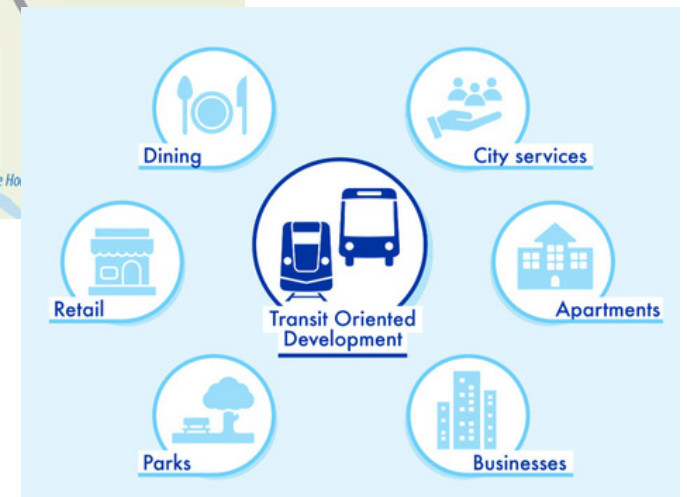 Dining
City services
Retail
Transit Oriented
Development
Apartments
Parks
Businesses